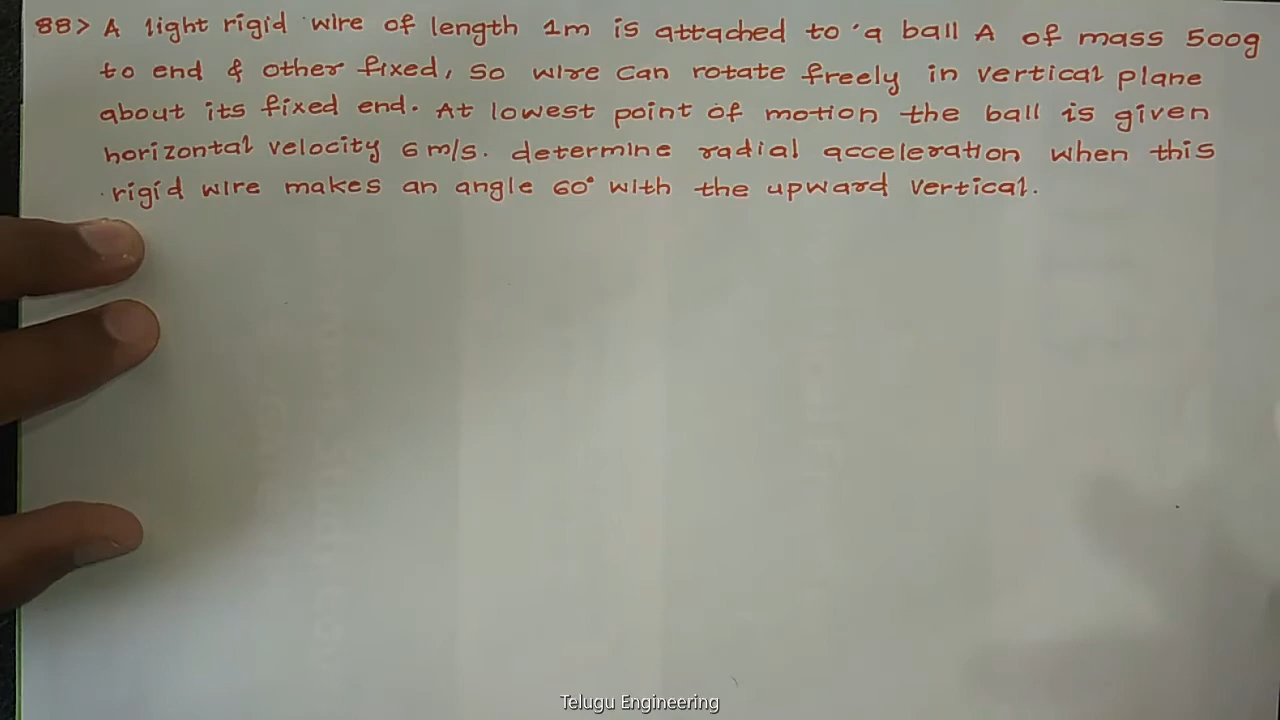 88> A light rigid wire of length 1m is attached to a ball A of mass 500g
to end & other fixed, so wire can rotate freely in vertical plane
about its fixed end. At lowest point of motion the ball is given
horizontal velocity 6 m/s. determine radial acceleration when this
rigid wire makes an angle 60° with the upward vertical.
Telugu Engineering